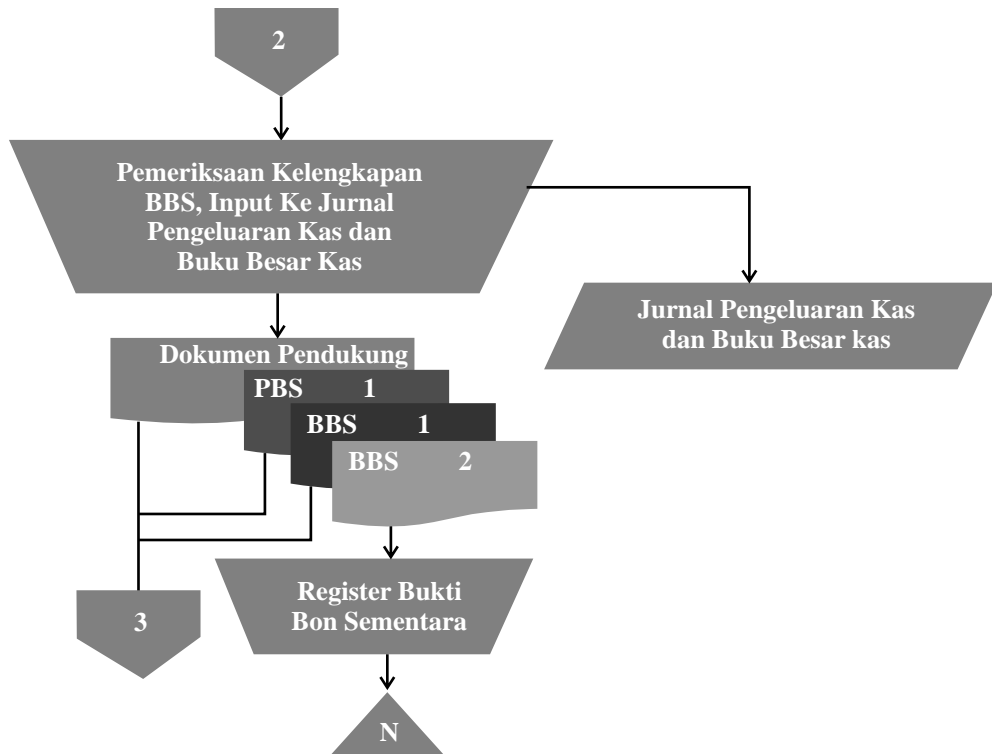 2
Pemeriksaan Kelengkapan
BBS, Input Ke Jurnal
Pengeluaran Kas dan
Buku Besar Kas
Jurnal Pengeluaran Kas
dan Buku Besar kas
Dokumen Pendukung
PBS 1
BBS 1
BBS 2
Register Bukti
Bon Sementara
3
N